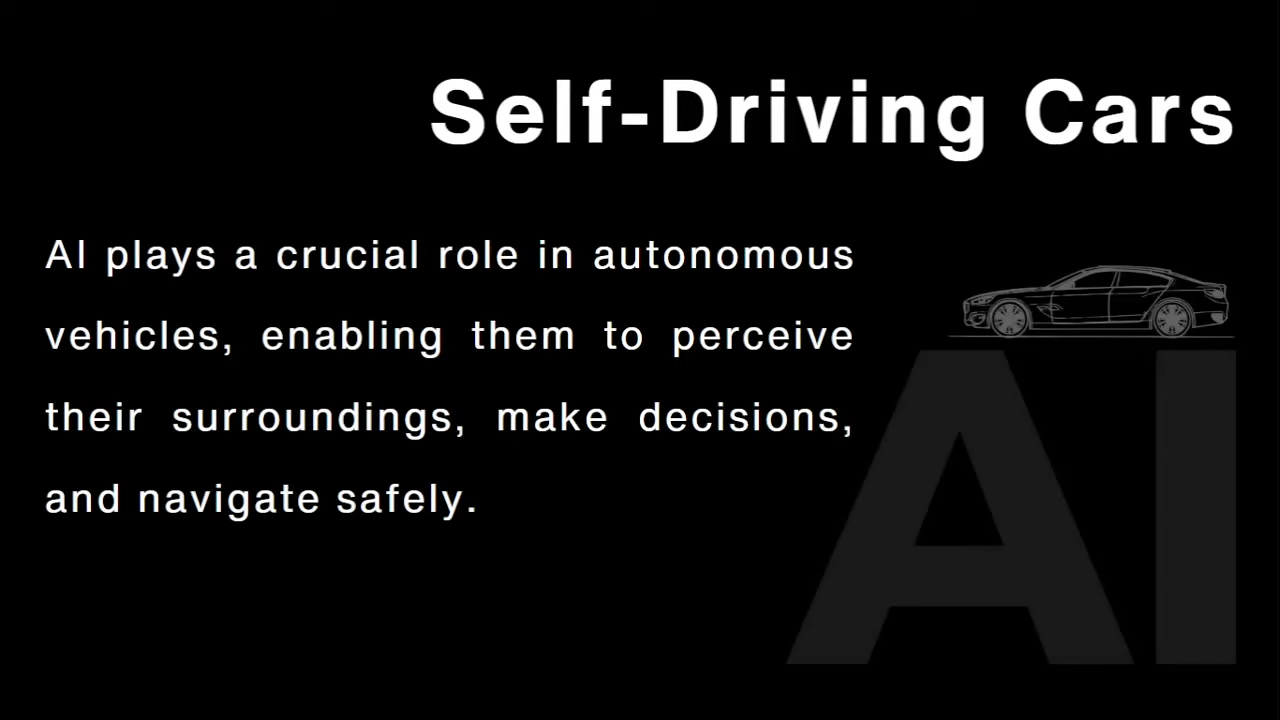 Self-Driving Cars
AI plays a crucial role in autonomous
vehicles, enabling them to perceive
their surroundings, make decisions,
and navigate safely.
AI